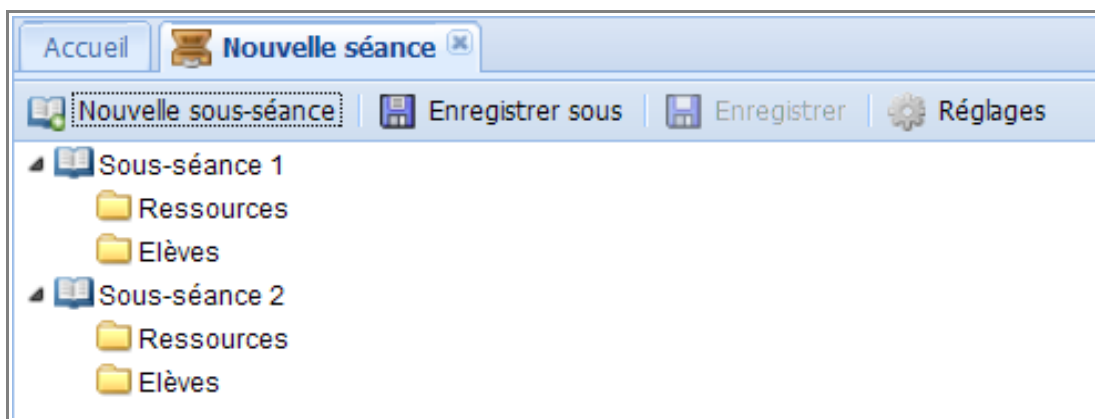 Accueil Nouvelle séance
Nouvelle sous-séance Enregistrer sous Enregistrer Réglages
Sous-séance 1
Ressources
Elèves
Sous-séance 2
Ressources
Elèves